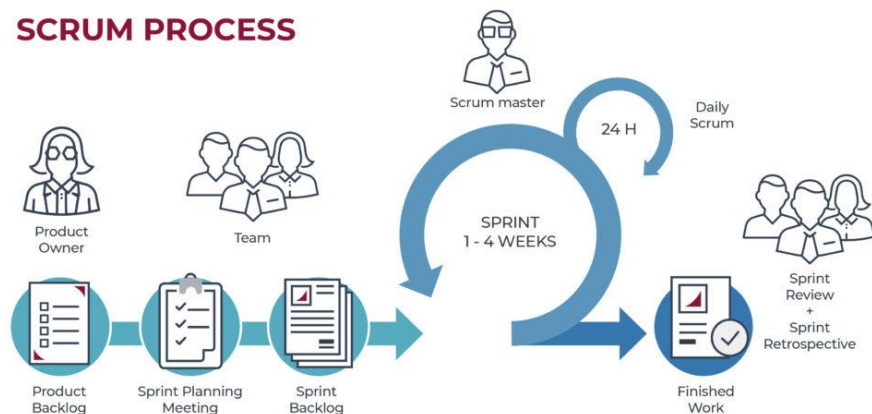 SCRUM PROCESS
Scrum master
24 H
Daily
Scrum
Product
Owner
Team
SPRINT
1 - 4 WEEKS
Sprint
Review
+
Sprint
Retrospective
Product
Backlog
Sprint Planning
Meeting
Sprint
Backlog
Finished
Work